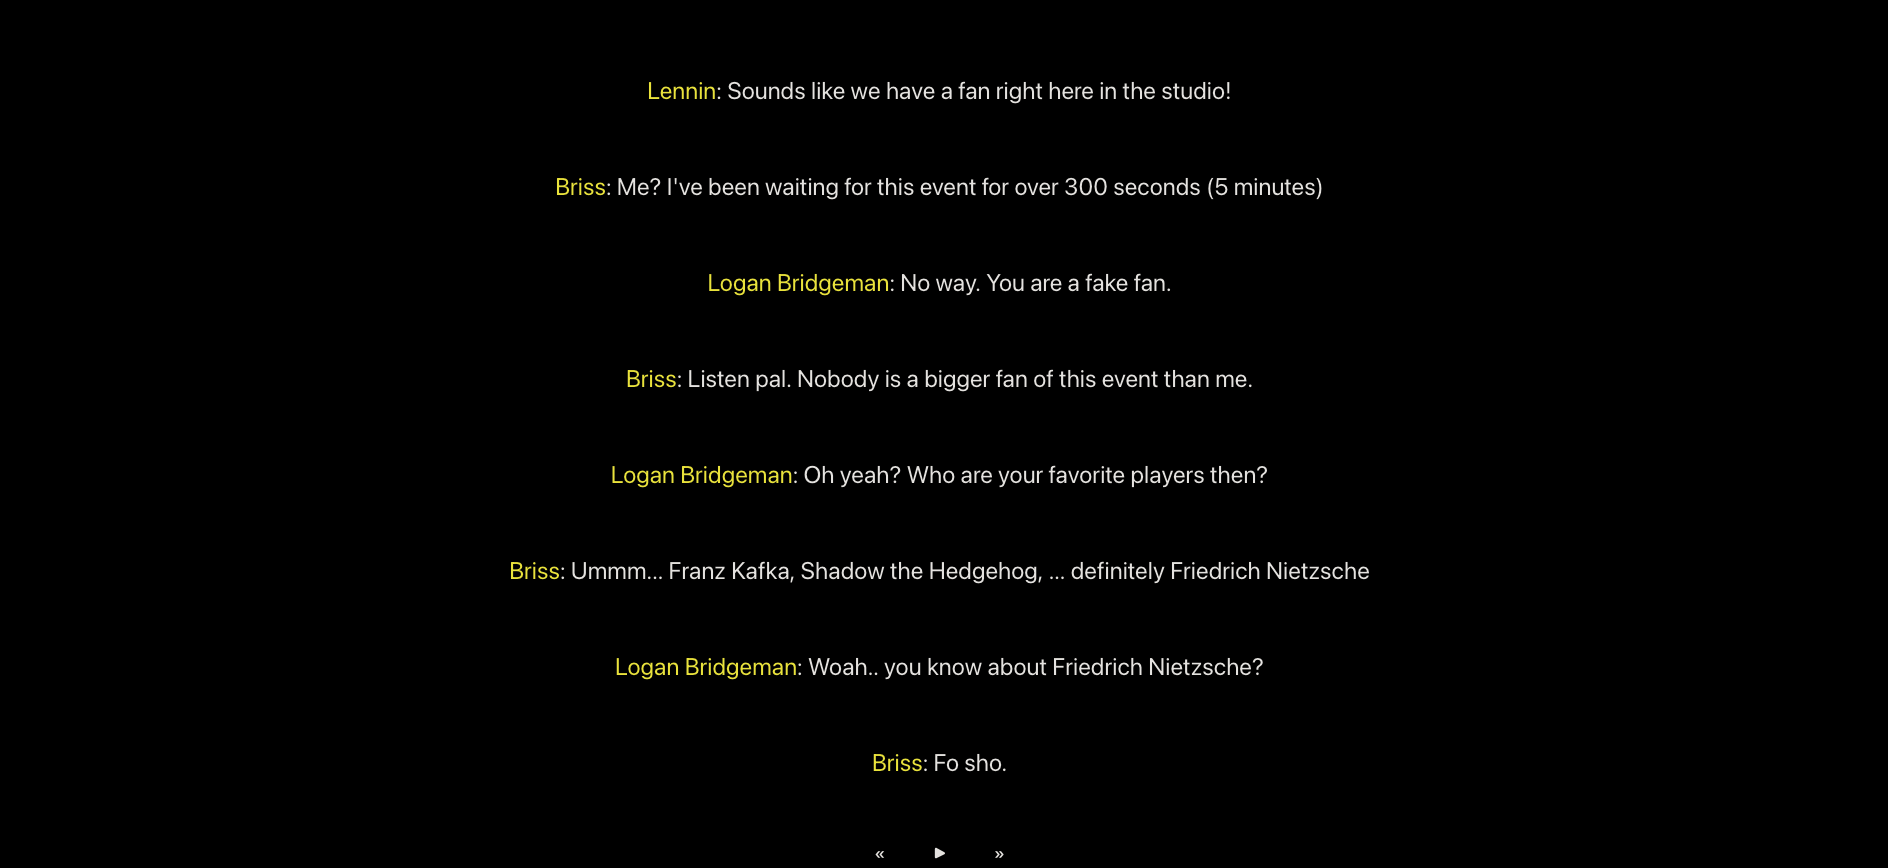 Lennin: Sounds like we have a fan right here in the studio!
Briss: Me? I've been waiting for this event for over 300 seconds (5 minutes)
Logan Bridgeman: No way. You are a fake fan.
Briss: Listen pal. Nobody is a bigger fan of this event than me.
Logan Bridgeman: Oh yeah? Who are your favorite players then?
Briss: Ummm... Franz Kafka, Shadow the Hedgehog, ... definitely Friedrich Nietzsche
Logan Bridgeman: Woah.. you know about Friedrich Nietzsche?
Briss: Fo sho.
« ▶ »